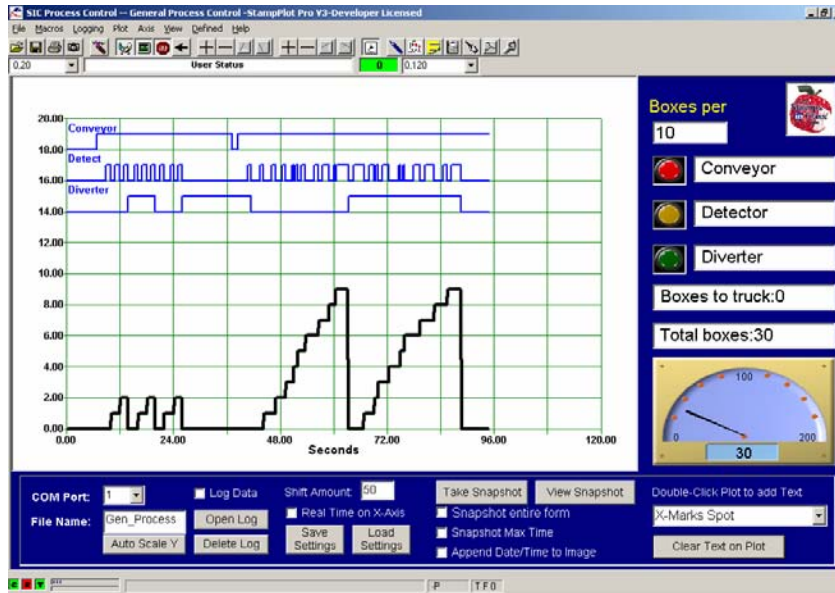 SIC Process Control -- General Process Control -StampPlot Pro V3-Developer Licensed
File Macros Logging Plot Axis View Defined Help
0.20 User Status 0 0.120
Boxes per
10
Conveyor
Detector
Diverter
Boxes to truck:0
Total boxes:30
0 100 200
30
20.00
Conveyor
18.00
Detect
16.00
Diverter
14.00
12.00
10.00
8.00
6.00
4.00
2.00
0.00
0.00 24.00 48.00 72.00 96.00 120.00
Seconds
COM Port: 1
Log Data
Shift Amount: 50
Take Snapshot View Snapshot
Double-Click Plot to add Text
File Name: Gen_Process
Open Log
Real Time on X-Axis
Snapshot entire form
X-Marks Spot
Auto Scale Y
Delete Log
Save Settings
Load Settings
Snapshot Max Time
Append Date/Time to Image
Clear Text on Plot
-P TF0